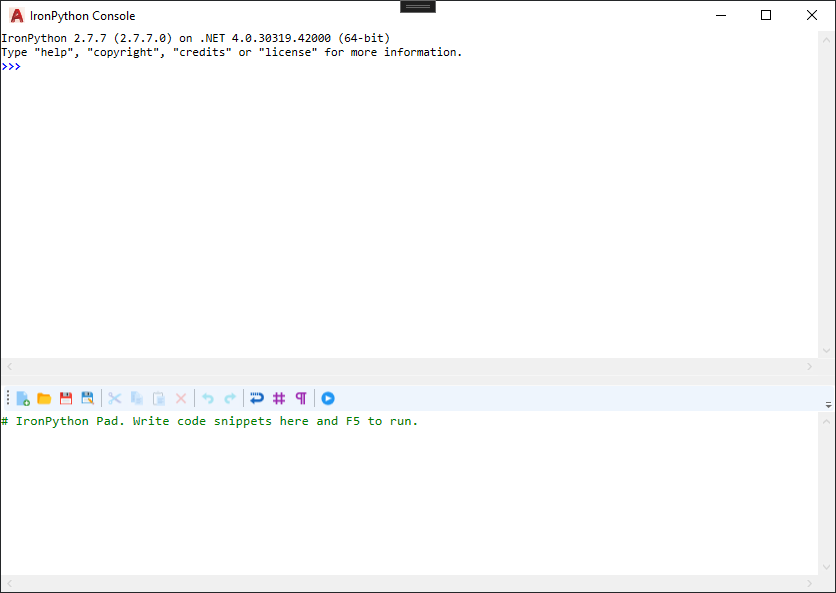 IronPython Console
IronPython 2.7.7 (2.7.7.0) on .NET 4.0.30319.42000 (64-bit)
Type "help", "copyright", "credits" or "license" for more information.
>>>
# IronPython Pad. Write code snippets here and F5 to run.